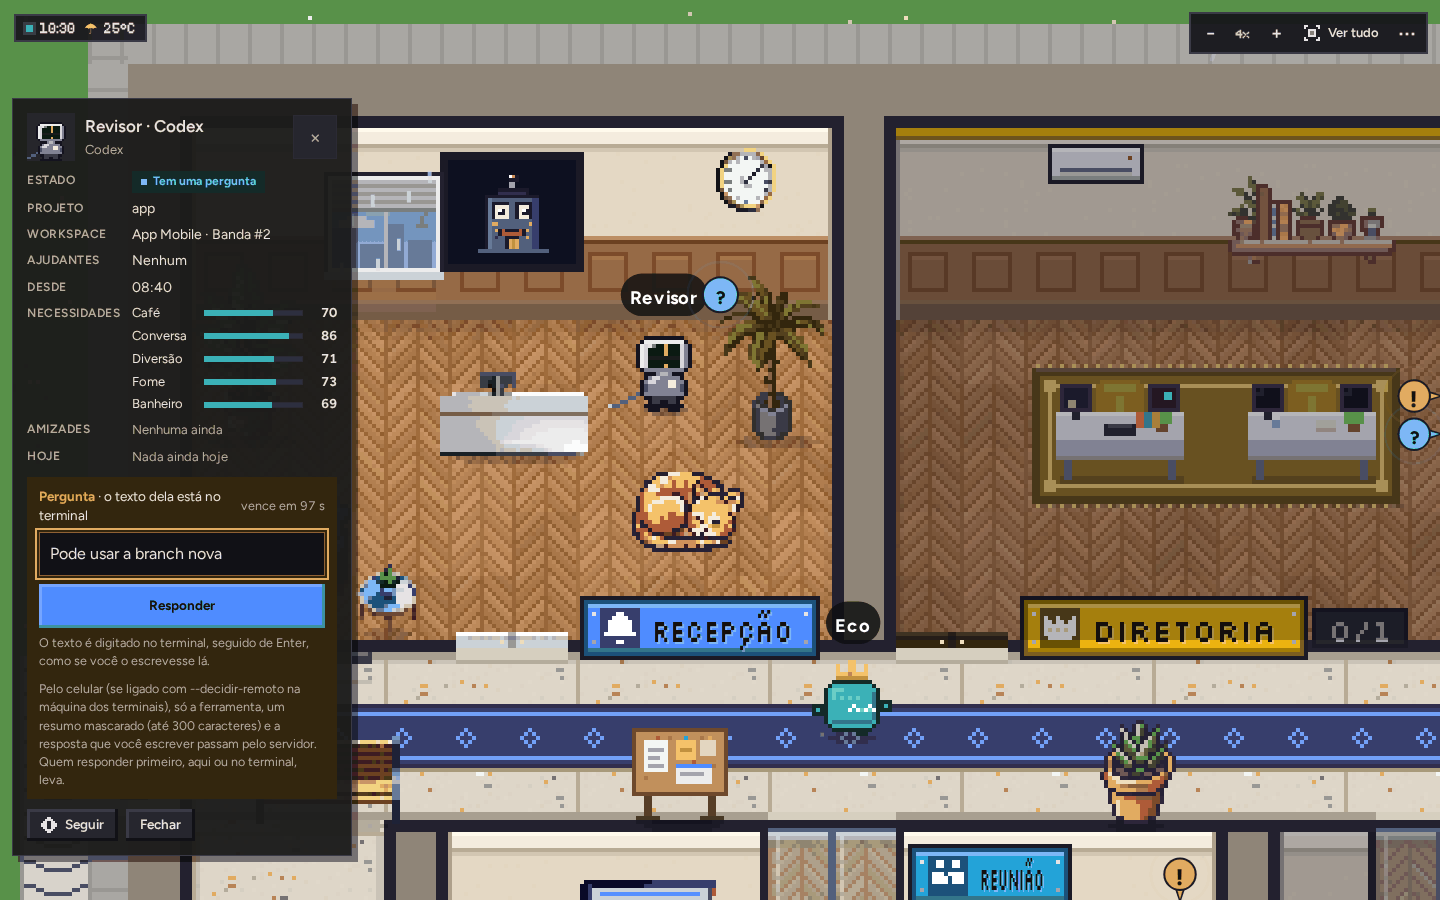 10:30 25°C
− 4x + Ver tudo ...
Revisor · Codex ×
Codex
ESTADO Tem uma pergunta
PROJETO app
WORKSPACE App Mobile · Banda #2
AJUDANTES Nenhum
DESDE 08:40
NECESSIDADES Café 70
Conversa 86
Diversão 71
Fome 73
Banheiro 69
AMIZADES Nenhuma ainda
HOJE Nada ainda hoje
Pergunta · o texto dela está no
terminal
vence em 97 s
Pode usar a branch nova
Responder
O texto é digitado no terminal, seguido de Enter,
como se você o escrevesse lá.
Pelo celular (se ligado com --decidir-remoto na
máquina dos terminais), só a ferramenta, um
resumo mascarado (até 300 caracteres) e a
resposta que você escrever passam pelo servidor.
Quem responder primeiro, aqui ou no terminal,
leva.
Seguir Fechar
Revisor ?
!
?
RECEPÇÃO
Eco
DIRETORIA 0/1
REUNIÃO
!